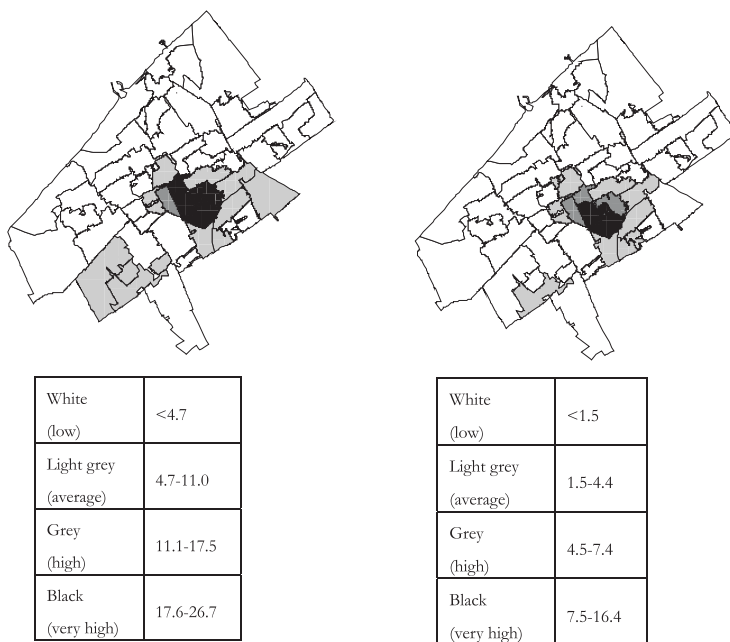 White
(low)
<4.7
Light grey
(average)
4.7-11.0
Grey
(high)
11.1-17.5
Black
(very high)
17.6-26.7
White
(low)
<1.5
Light grey
(average)
1.5-4.4
Grey
(high)
4.5-7.4
Black
(very high)
7.5-16.4